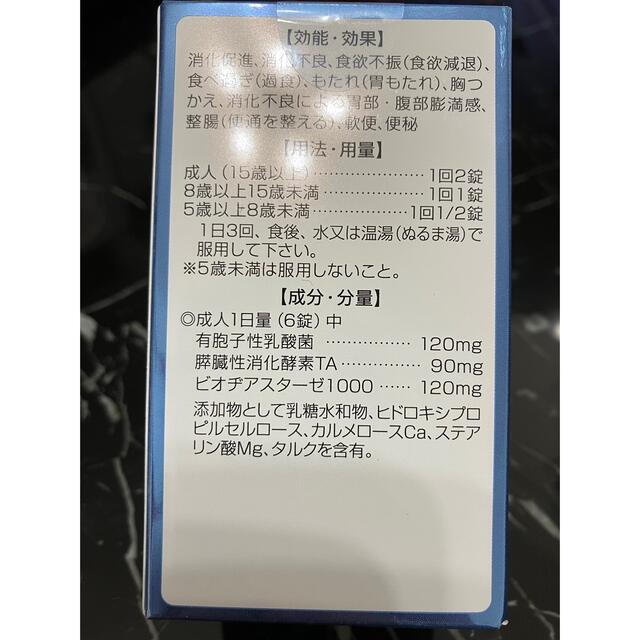 【効能・効果】
消化促進、消化不良、食欲不振(食欲減退)、
食べ過ぎ(過食)、もたれ(胃もたれ)、胸つ
かえ、消化不良による胃部・腹部膨満感、
整腸(便通を整える)、軟便、便秘
【用法・用量】
成人(15歳以上)……………………1回2錠
8歳以上15歳未満……………………1回1錠
5歳以上8歳未満………………1回1/2錠
1日3回、食後、水又は温湯(ぬるま湯)で
服用して下さい。
※5歳未満は服用しないこと。
【成分・分量】
◎成人1日量(6錠)中
有胞子性乳酸菌……………120mg
膵臓性消化酵素TA……………90mg
ビオヂアスターゼ1000……120mg
添加物として乳糖水和物、ヒドロキシプロ
ピルセルロース、カルメロースCa、ステア
リン酸Mg、タルクを含有。